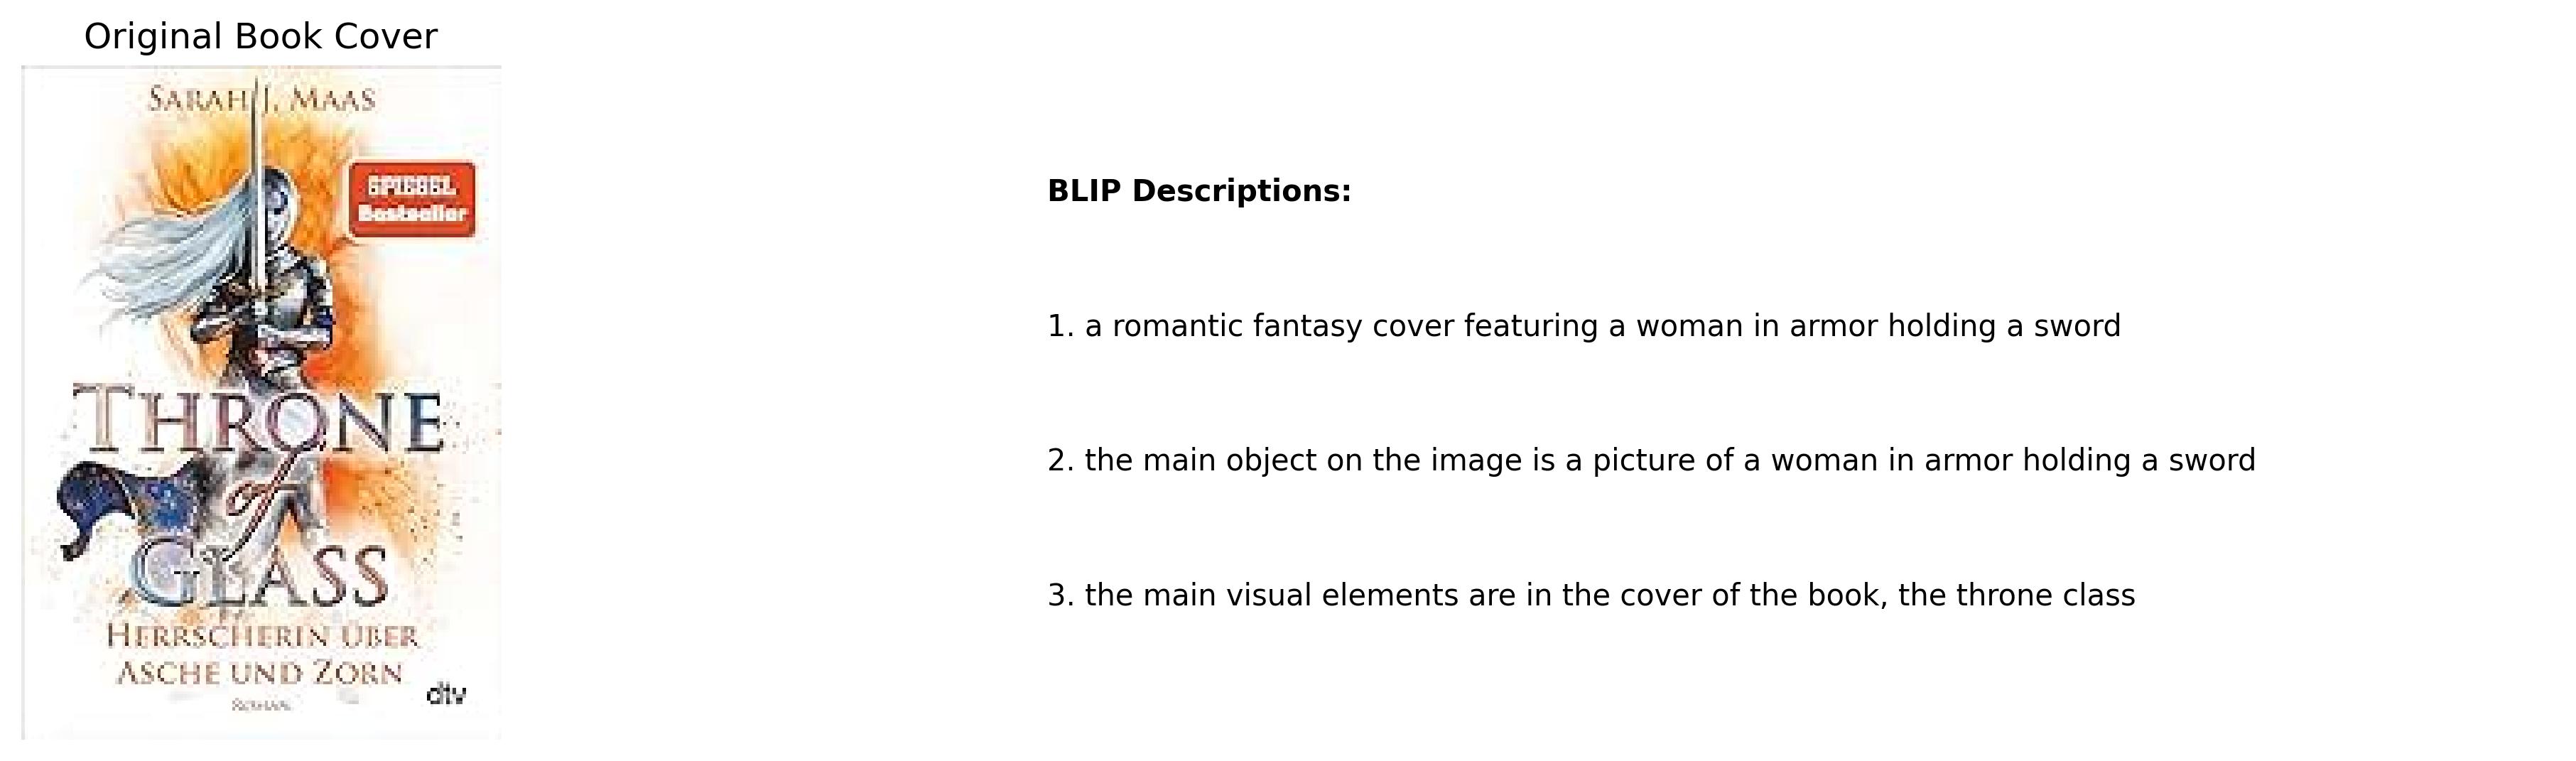 Original Book Cover
SARAH J. MAAS
SPIEGEL
Bestseller
THRONE
of
GLASS
HERRSCHERIN ÜBER
ASCHE UND ZORN
ROMAN
dtv
BLIP Descriptions:
1. a romantic fantasy cover featuring a woman in armor holding a sword
2. the main object on the image is a picture of a woman in armor holding a sword
3. the main visual elements are in the cover of the book, the throne class